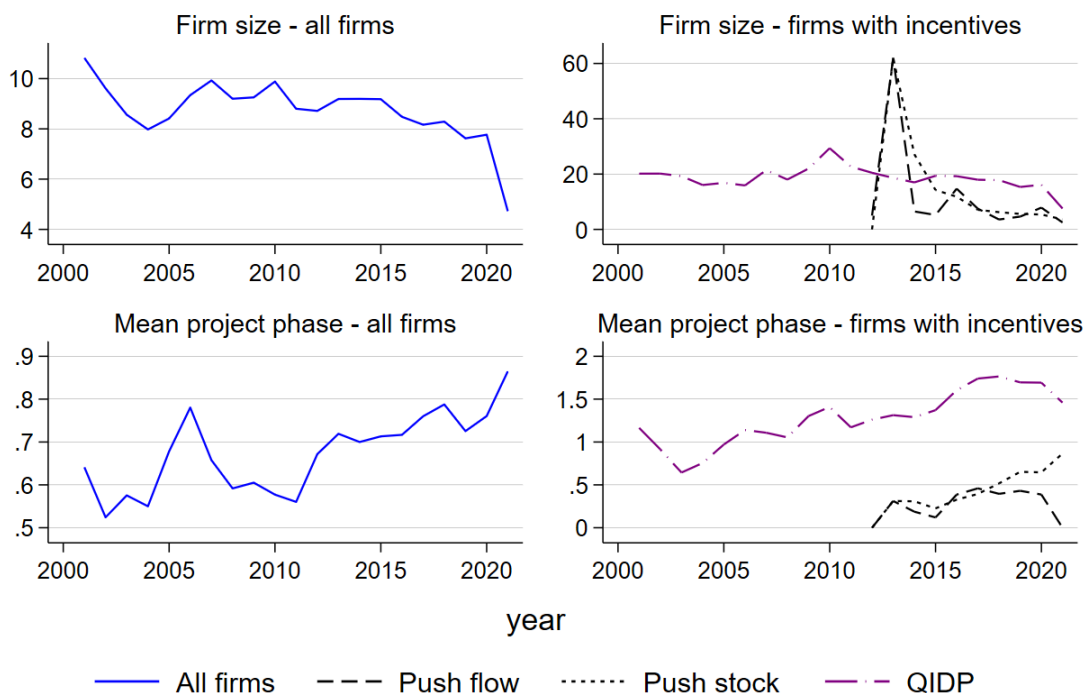 Firm size - all firms
10
8
6
4
2000 2005 2010 2015 2020
Firm size - firms with incentives
60
40
20
0
2000 2005 2010 2015 2020
Mean project phase - all firms
.9
.8
.7
.6
.5
2000 2005 2010 2015 2020
Mean project phase - firms with incentives
2
1.5
1
.5
0
2000 2005 2010 2015 2020
year
All firms Push flow Push stock QIDP